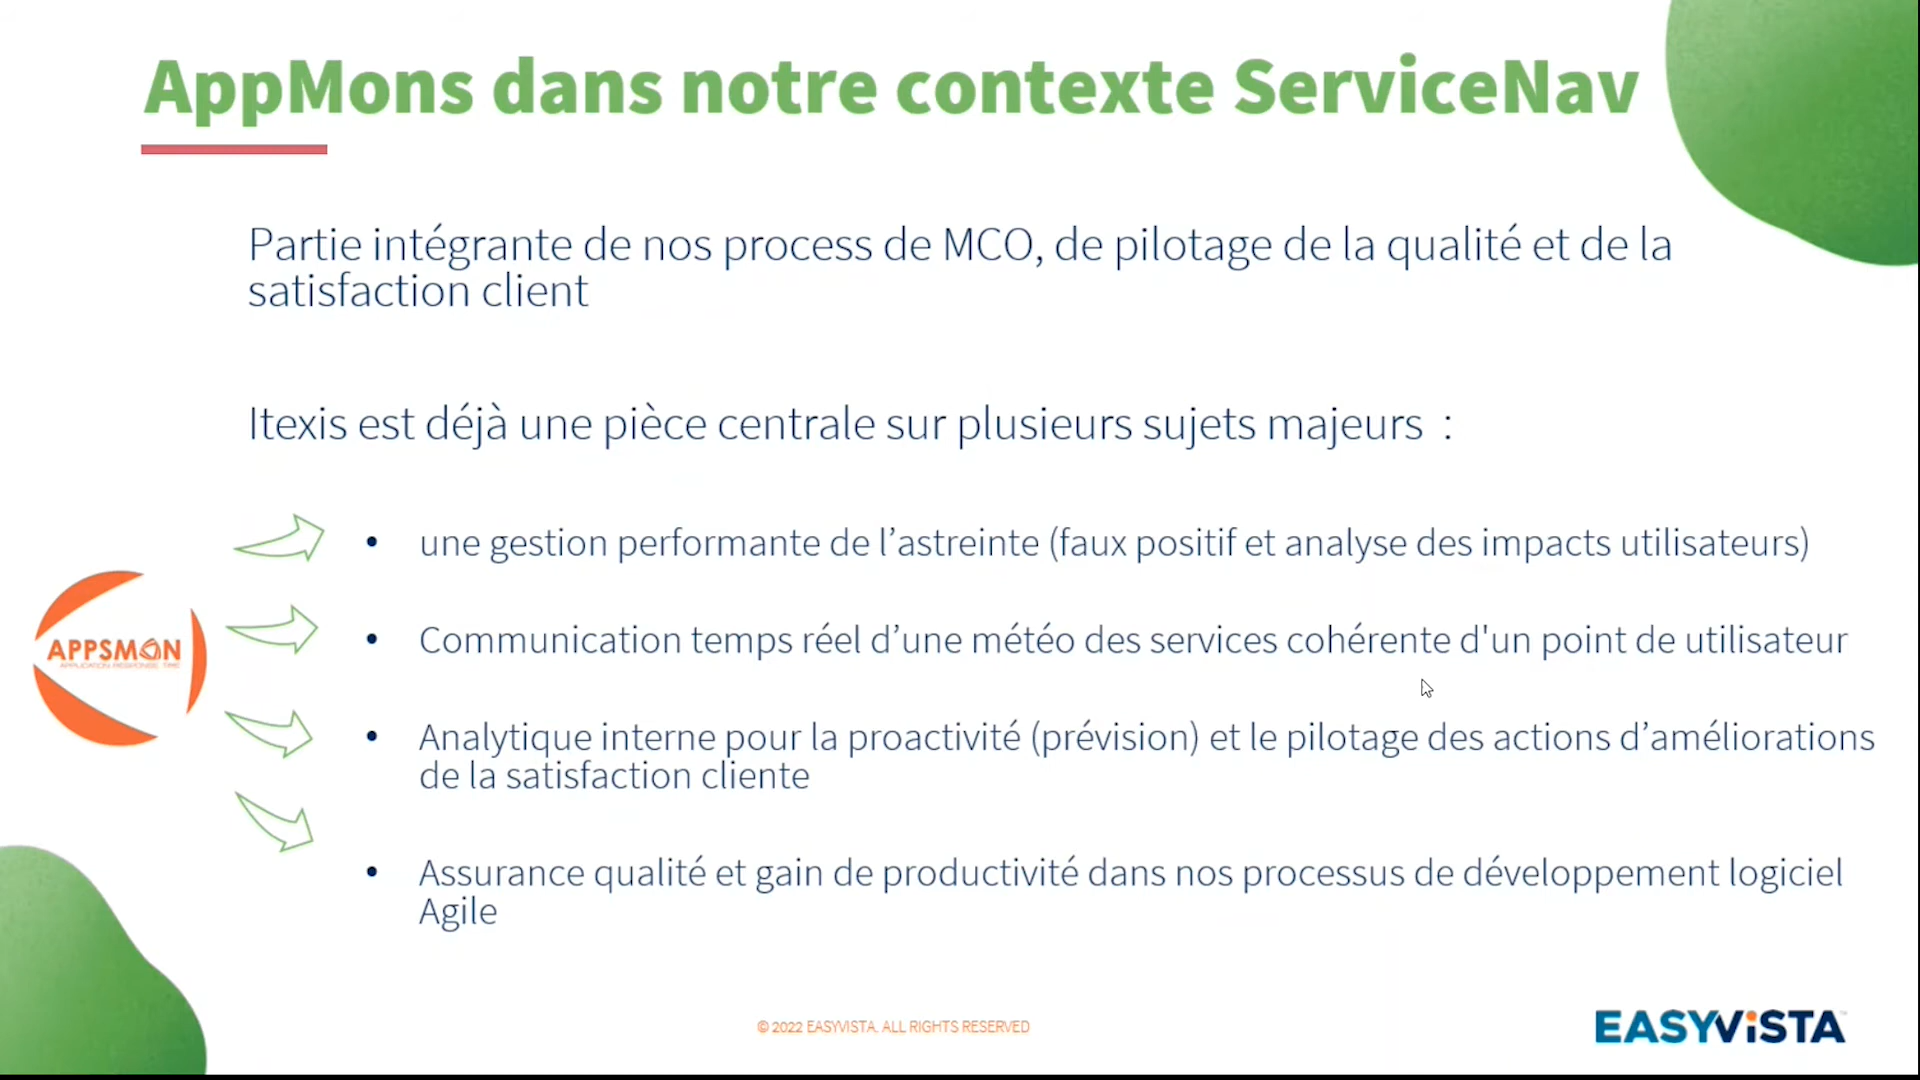 AppMons dans notre contexte ServiceNav
Partie intégrante de nos process de MCO, de pilotage de la qualité et de la
satisfaction client
Itexis est déjà une pièce centrale sur plusieurs sujets majeurs :
• une gestion performante de l’astreinte (faux positif et analyse des impacts utilisateurs)
APPSMON
APPLICATION RESPONSE TIME
• Communication temps réel d’une météo des services cohérente d'un point de utilisateur
• Analytique interne pour la proactivité (prévision) et le pilotage des actions d’améliorations
de la satisfaction cliente
• Assurance qualité et gain de productivité dans nos processus de développement logiciel
Agile
© 2022 EASYVISTA. ALL RIGHTS RESERVED
EASYViSTA